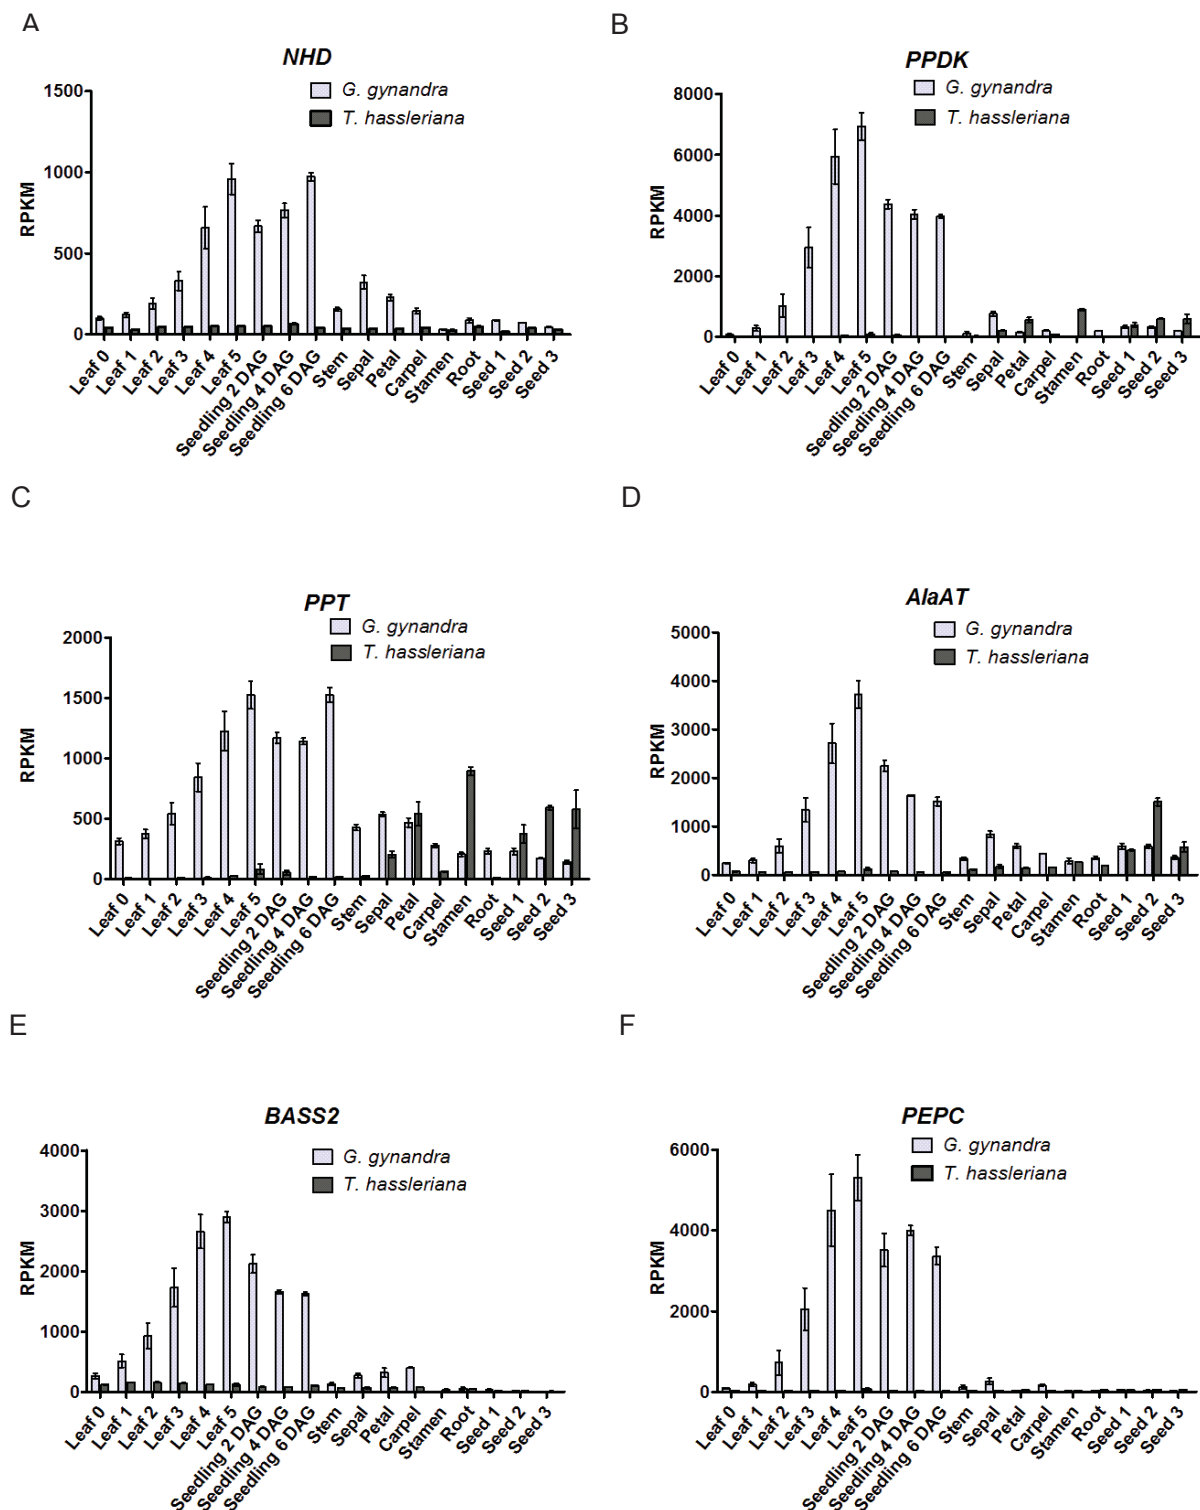 A
NHD
G. gynandra
T. hassleriana
RPKM
1500
1000
500
0
Leaf 0
Leaf 1
Leaf 2
Leaf 3
Leaf 4
Leaf 5
Seedling 2 DAG
Seedling 4 DAG
Seedling 6 DAG
Stem
Sepal
Petal
Carpel
Stamen
Root
Seed 1
Seed 2
Seed 3
B
PPDK
G. gynandra
T. hassleriana
RPKM
8000
6000
4000
2000
0
Leaf 0
Leaf 1
Leaf 2
Leaf 3
Leaf 4
Leaf 5
Seedling 2 DAG
Seedling 4 DAG
Seedling 6 DAG
Stem
Sepal
Petal
Carpel
Stamen
Root
Seed 1
Seed 2
Seed 3
C
PPT
G. gynandra
T. hassleriana
RPKM
2000
1500
1000
500
0
Leaf 0
Leaf 1
Leaf 2
Leaf 3
Leaf 4
Leaf 5
Seedling 2 DAG
Seedling 4 DAG
Seedling 6 DAG
Stem
Sepal
Petal
Carpel
Stamen
Root
Seed 1
Seed 2
Seed 3
D
AlaAT
G. gynandra
T. hassleriana
RPKM
5000
4000
3000
2000
1000
0
Leaf 0
Leaf 1
Leaf 2
Leaf 3
Leaf 4
Leaf 5
Seedling 2 DAG
Seedling 4 DAG
Seedling 6 DAG
Stem
Sepal
Petal
Carpel
Stamen
Root
Seed 1
Seed 2
Seed 3
E
BASS2
G. gynandra
T. hassleriana
RPKM
4000
3000
2000
1000
0
Leaf 0
Leaf 1
Leaf 2
Leaf 3
Leaf 4
Leaf 5
Seedling 2 DAG
Seedling 4 DAG
Seedling 6 DAG
Stem
Sepal
Petal
Carpel
Stamen
Root
Seed 1
Seed 2
Seed 3
F
PEPC
G. gynandra
T. hassleriana
RPKM
6000
4000
2000
0
Leaf 0
Leaf 1
Leaf 2
Leaf 3
Leaf 4
Leaf 5
Seedling 2 DAG
Seedling 4 DAG
Seedling 6 DAG
Stem
Sepal
Petal
Carpel
Stamen
Root
Seed 1
Seed 2
Seed 3